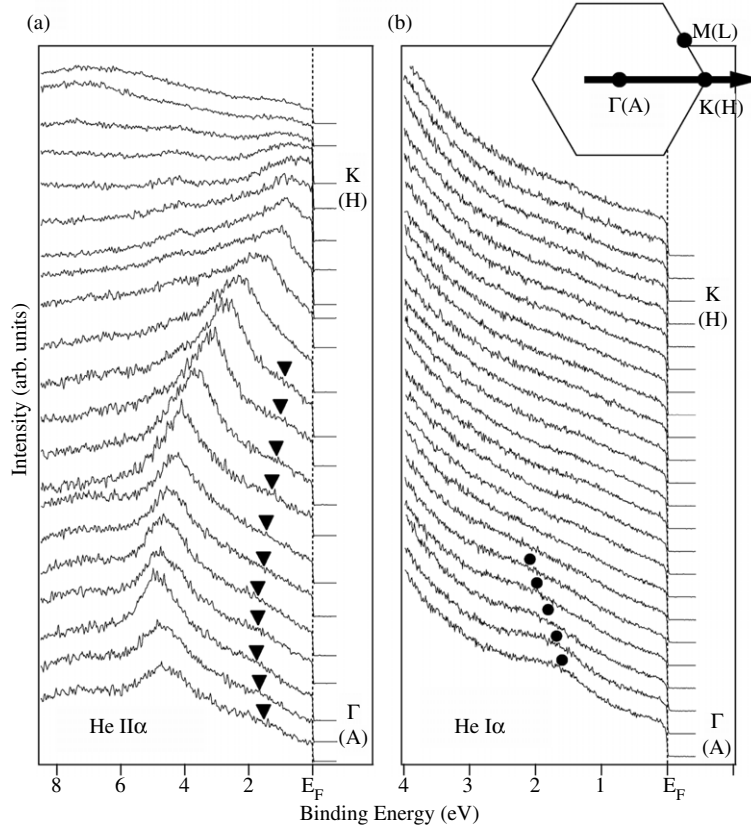 (a)
(b)
M(L)
Γ(A)
K(H)
K
(H)
K
(H)
Intensity (arb. units)
He IIα
Γ
(A)
He Iα
Γ
(A)
8 6 4 2 E_F
4 3 2 1 E_F
Binding Energy (eV)